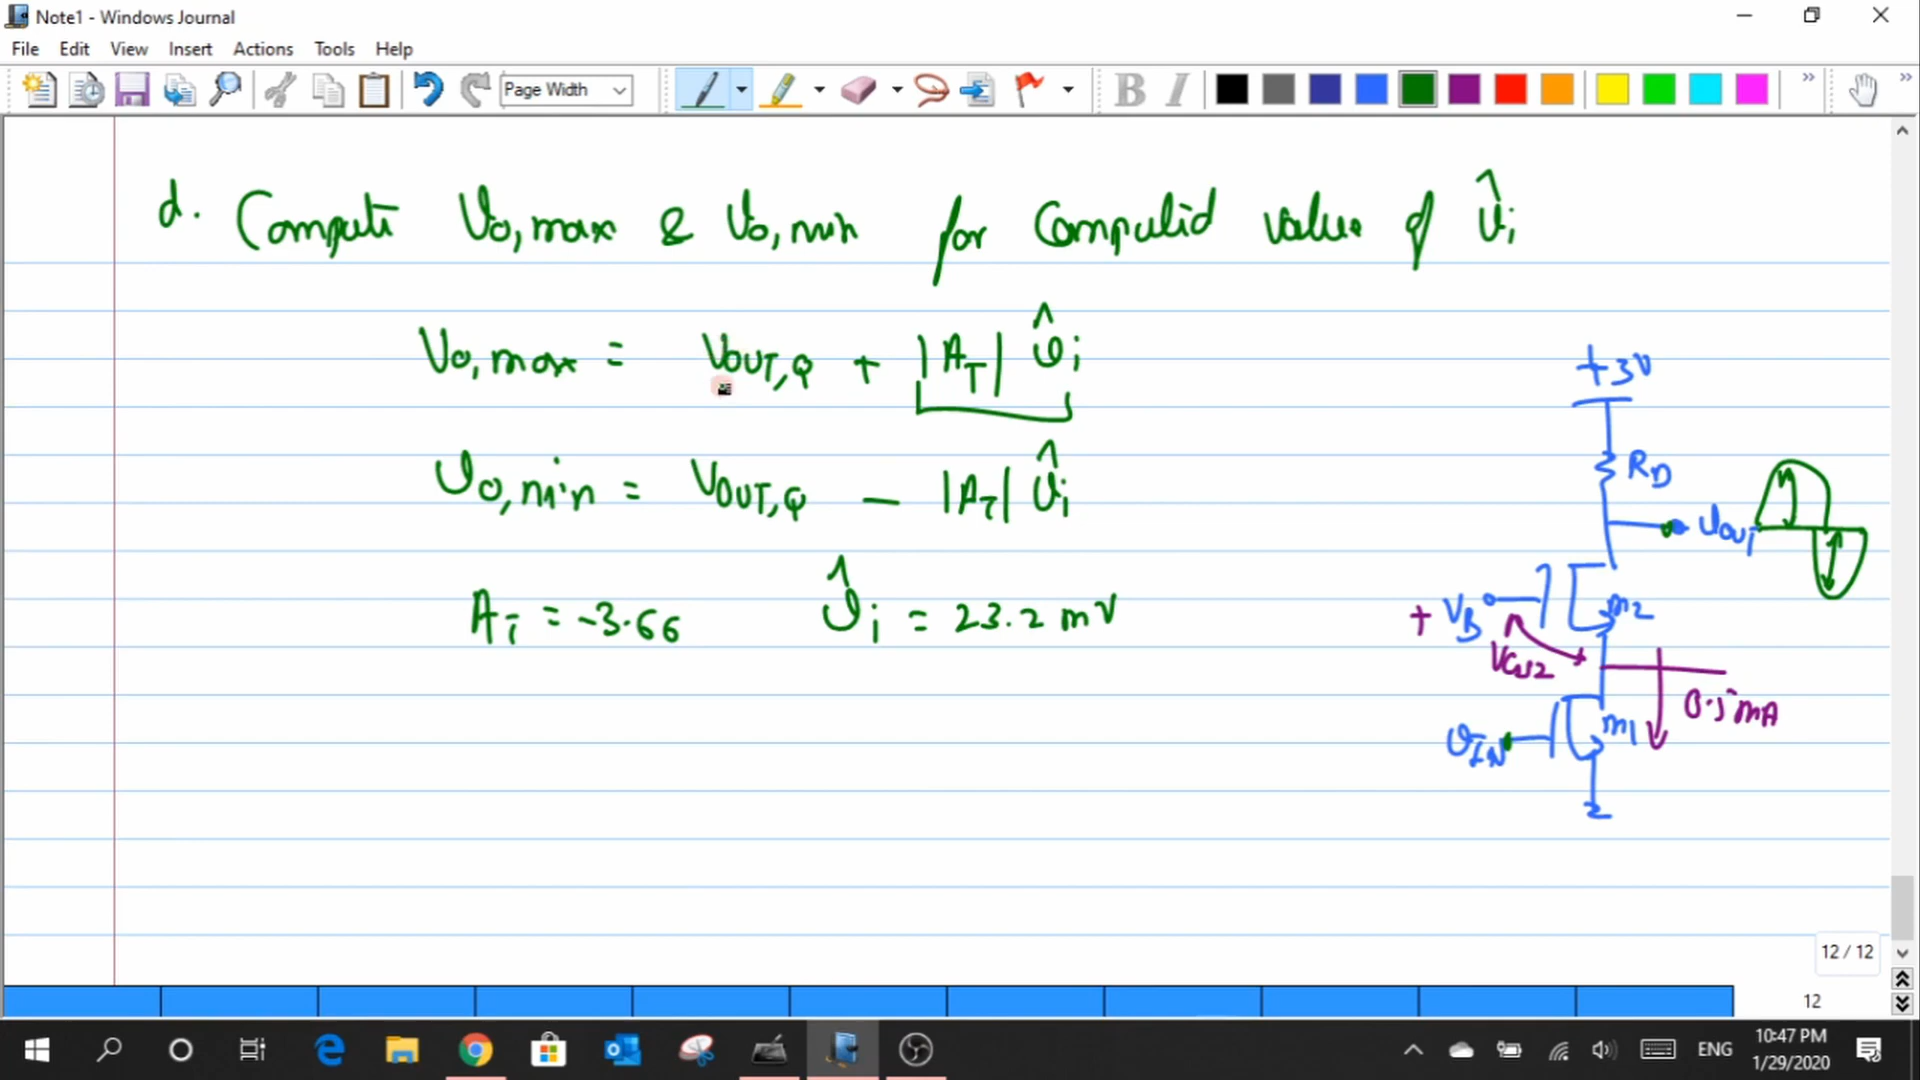 Note1 - Windows Journal
File Edit View Insert Actions Tools Help
Page Width
B I
d. Compute Vo,max & Vo,min for Computed value of v̂i
Vo,max = VOUT,Q + |AT| v̂i
Vo,min = VOUT,Q - |AT| v̂i
AT = -3.66 v̂i = 23.2 mV
+3V
RD
Vout
+ VB
M2
VGS2
0.5mA
M1
VIN
12 / 12
12
ENG
10:47 PM
1/29/2020